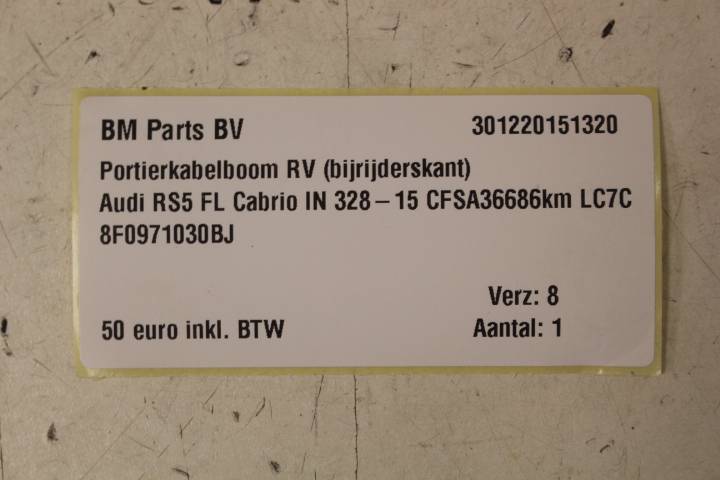 BM Parts BV 301220151320
Portierkabelboom RV (bijrijderskant)
Audi RS5 FL Cabrio IN 328 – 15 CFSA36686km LC7C
8F0971030BJ
Verz: 8
50 euro inkl. BTW Aantal: 1